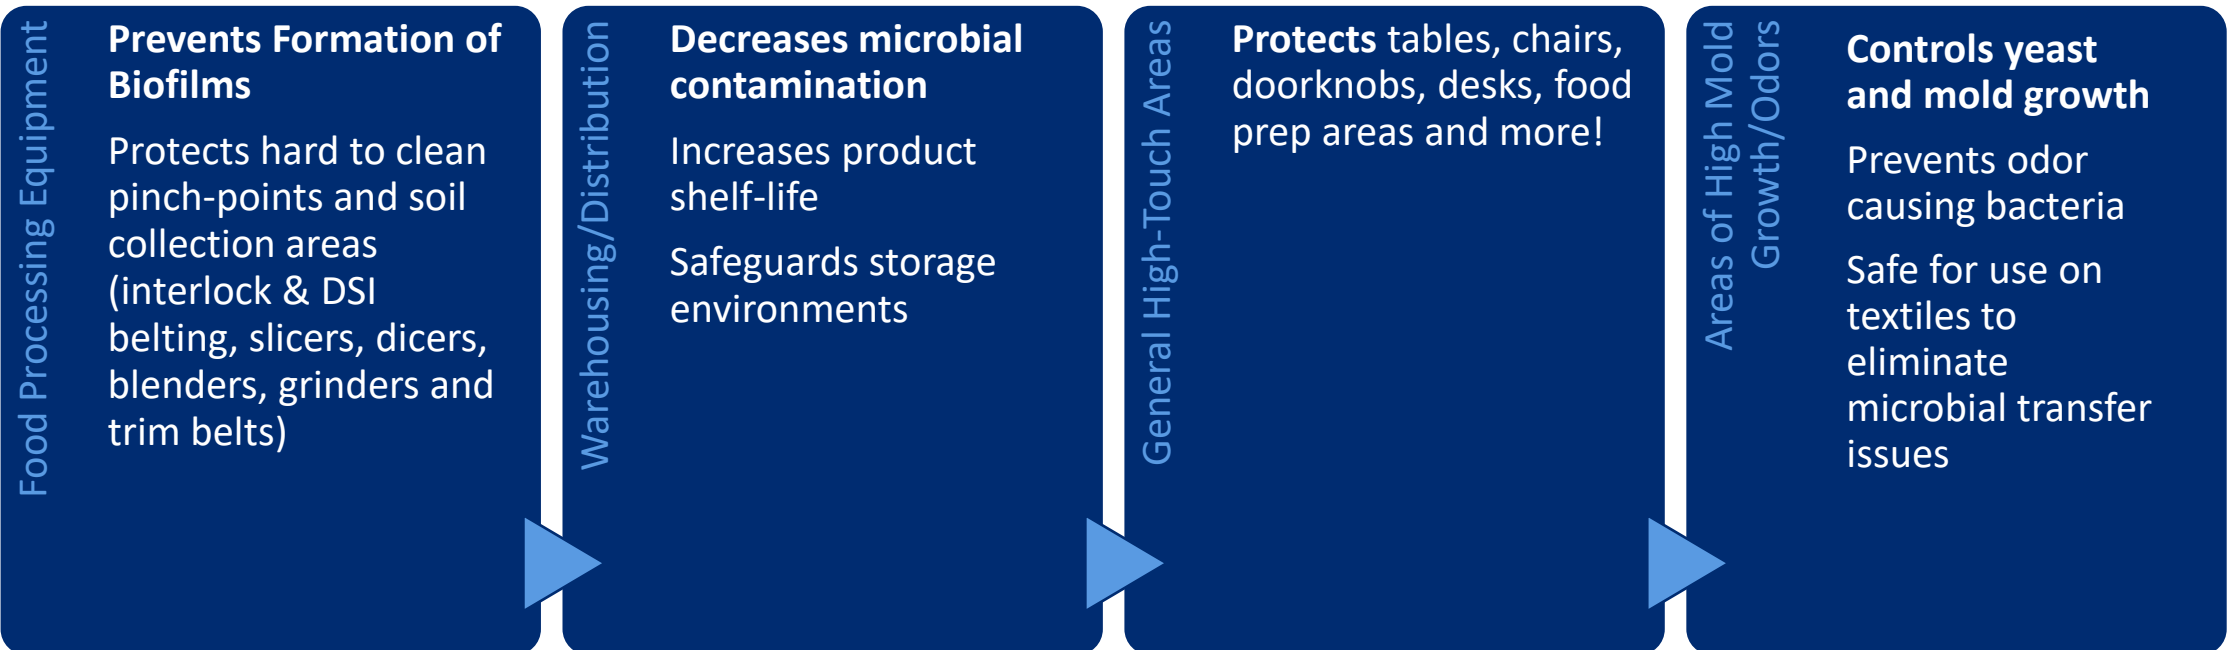 Food Processing Equipment
Prevents Formation of
Biofilms
Protects hard to clean
pinch-points and soil
collection areas
(interlock & DSI
belting, slicers, dicers,
blenders, grinders and
trim belts)
Warehousing/Distribution
Decreases microbial
contamination
Increases product
shelf-life
Safeguards storage
environments
General High-Touch Areas
Protects tables, chairs,
doorknobs, desks, food
prep areas and more!
Areas of High Mold
Growth/Odors
Controls yeast
and mold growth
Prevents odor
causing bacteria
Safe for use on
textiles to
eliminate
microbial transfer
issues